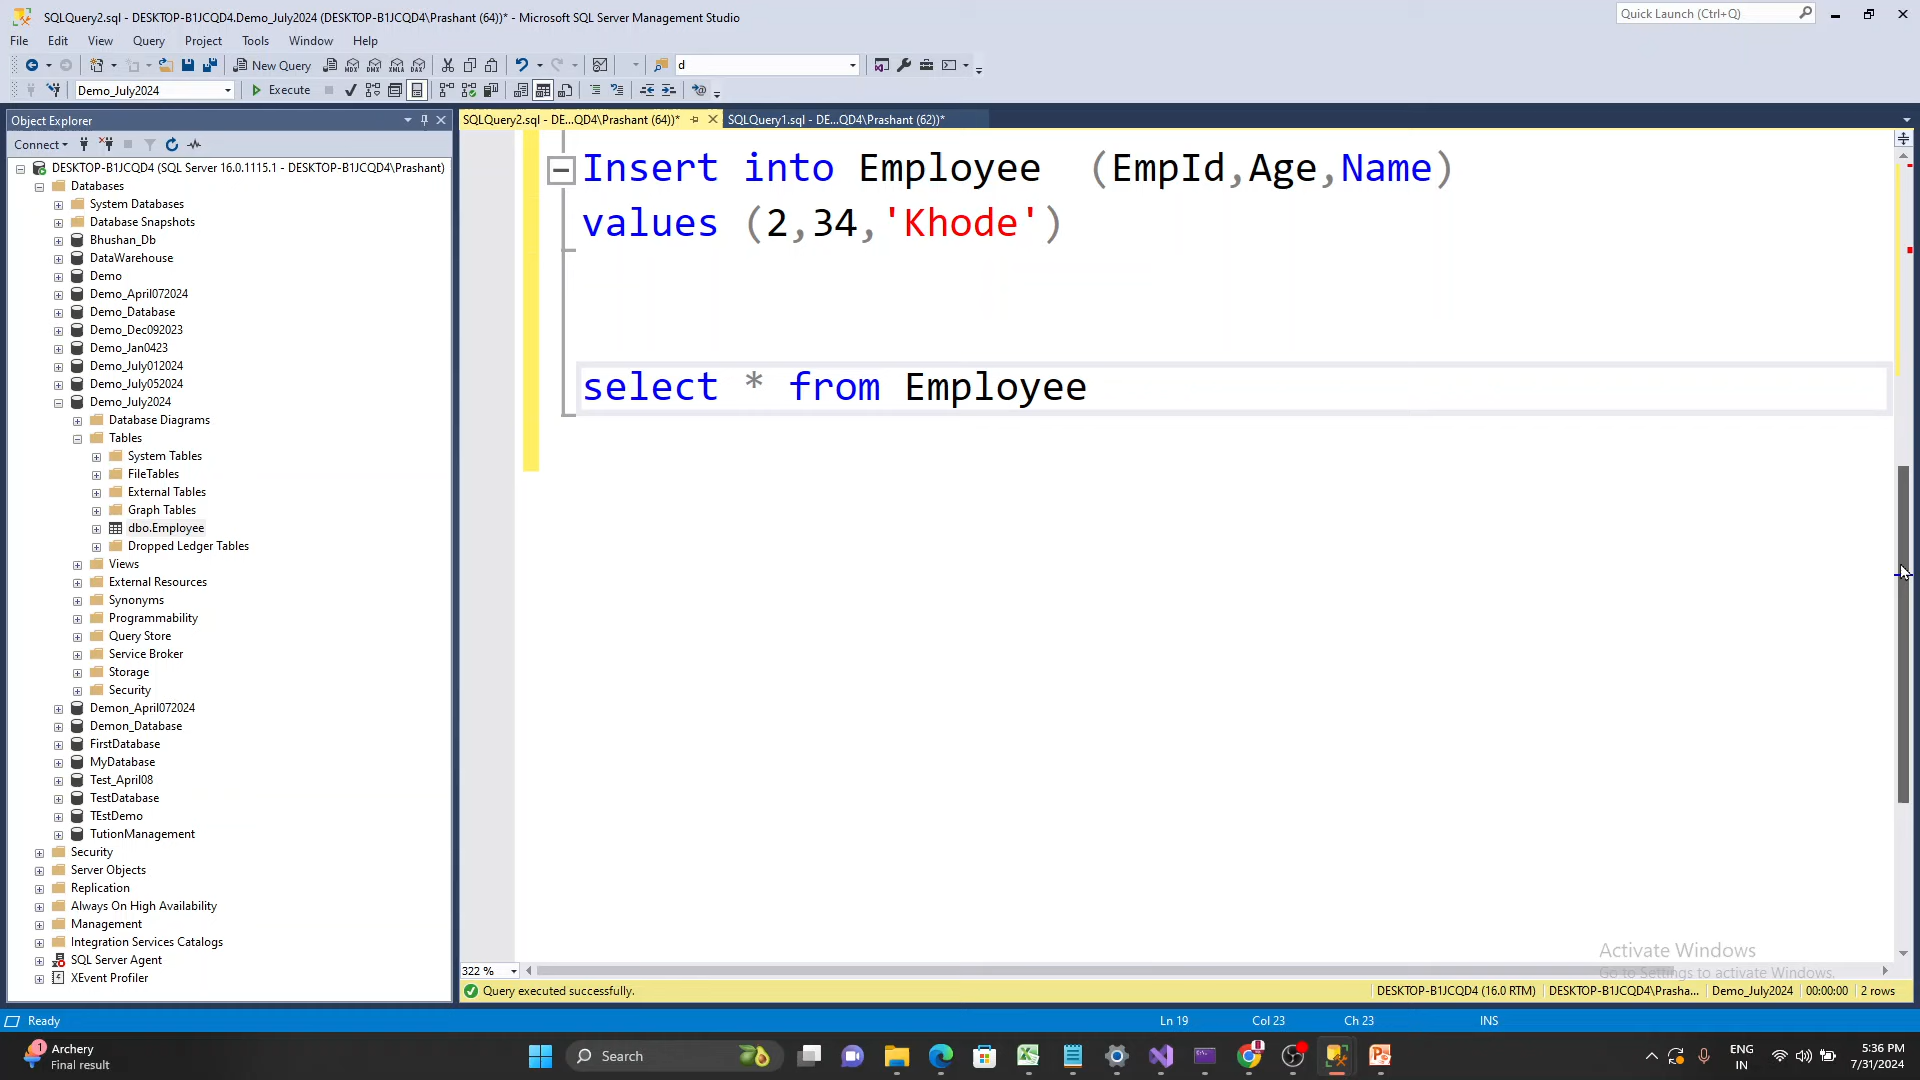 SQLQuery2.sql - DESKTOP-B1JCQD4.Demo_July2024 (DESKTOP-B1JCQD4\Prashant (64))* - Microsoft SQL Server Management Studio
Quick Launch (Ctrl+Q)
File Edit View Query Project Tools Window Help
New Query
d
Demo_July2024
Execute
Object Explorer
SQLQuery2.sql - DE...QD4\Prashant (64))*
SQLQuery1.sql - DE...QD4\Prashant (62))*
Connect
DESKTOP-B1JCQD4 (SQL Server 16.0.1115.1 - DESKTOP-B1JCQD4\Prashant)
Databases
System Databases
Database Snapshots
Bhushan_Db
DataWarehouse
Demo
Demo_April072024
Demo_Database
Demo_Dec092023
Demo_Jan0423
Demo_July012024
Demo_July052024
Demo_July2024
Database Diagrams
Tables
System Tables
FileTables
External Tables
Graph Tables
dbo.Employee
Dropped Ledger Tables
Views
External Resources
Synonyms
Programmability
Query Store
Service Broker
Storage
Security
Demon_April072024
Demon_Database
FirstDatabase
MyDatabase
Test_April08
TestDatabase
TEstDemo
TutionManagement
Security
Server Objects
Replication
Always On High Availability
Management
Integration Services Catalogs
SQL Server Agent
XEvent Profiler
Insert into Employee  (EmpId,Age,Name)
values (2,34,'Khode')
select * from Employee
Activate Windows
Go to Settings to activate Windows.
322 %
Query executed successfully.
DESKTOP-B1JCQD4 (16.0 RTM)
DESKTOP-B1JCQD4\Prasha...
Demo_July2024
00:00:00
2 rows
Ready
Ln 19
Col 23
Ch 23
INS
1
Archery
Final result
Search
ENG
IN
5:36 PM
7/31/2024